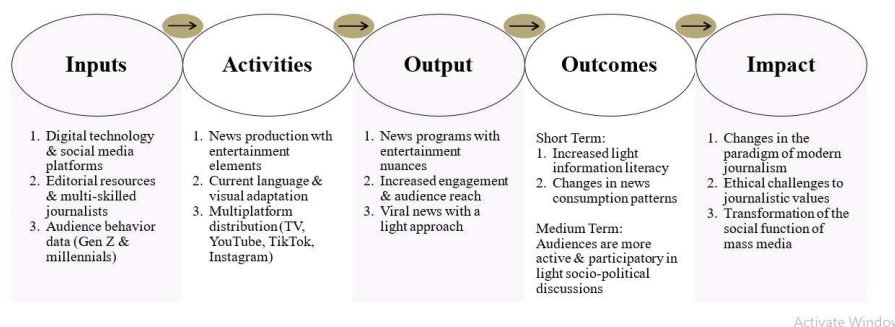 Inputs
Activities
Output
Outcomes
Impact
1. Digital technology
& social media
platforms
2. Editorial resources
& multi-skilled
journalists
3. Audience behavior
data (Gen Z &
millennials)
1. News production wth
entertainment
elements
2. Current language &
visual adaptation
3. Multiplatform
distribution (TV,
YouTube, TikTok,
Instagram)
1. News programs with
entertainment
nuances
2. Increased engagement
& audience reach
3. Viral news with a
light approach
Short Term:
1. Increased light
information literacy
2. Changes in news
consumption patterns
Medium Term:
Audiences are more
active & participatory in
light socio-political
discussions
1. Changes in the
paradigm of modern
journalism
2. Ethical challenges to
journalistic values
3. Transformation of the
social function of
mass media
Activate Window